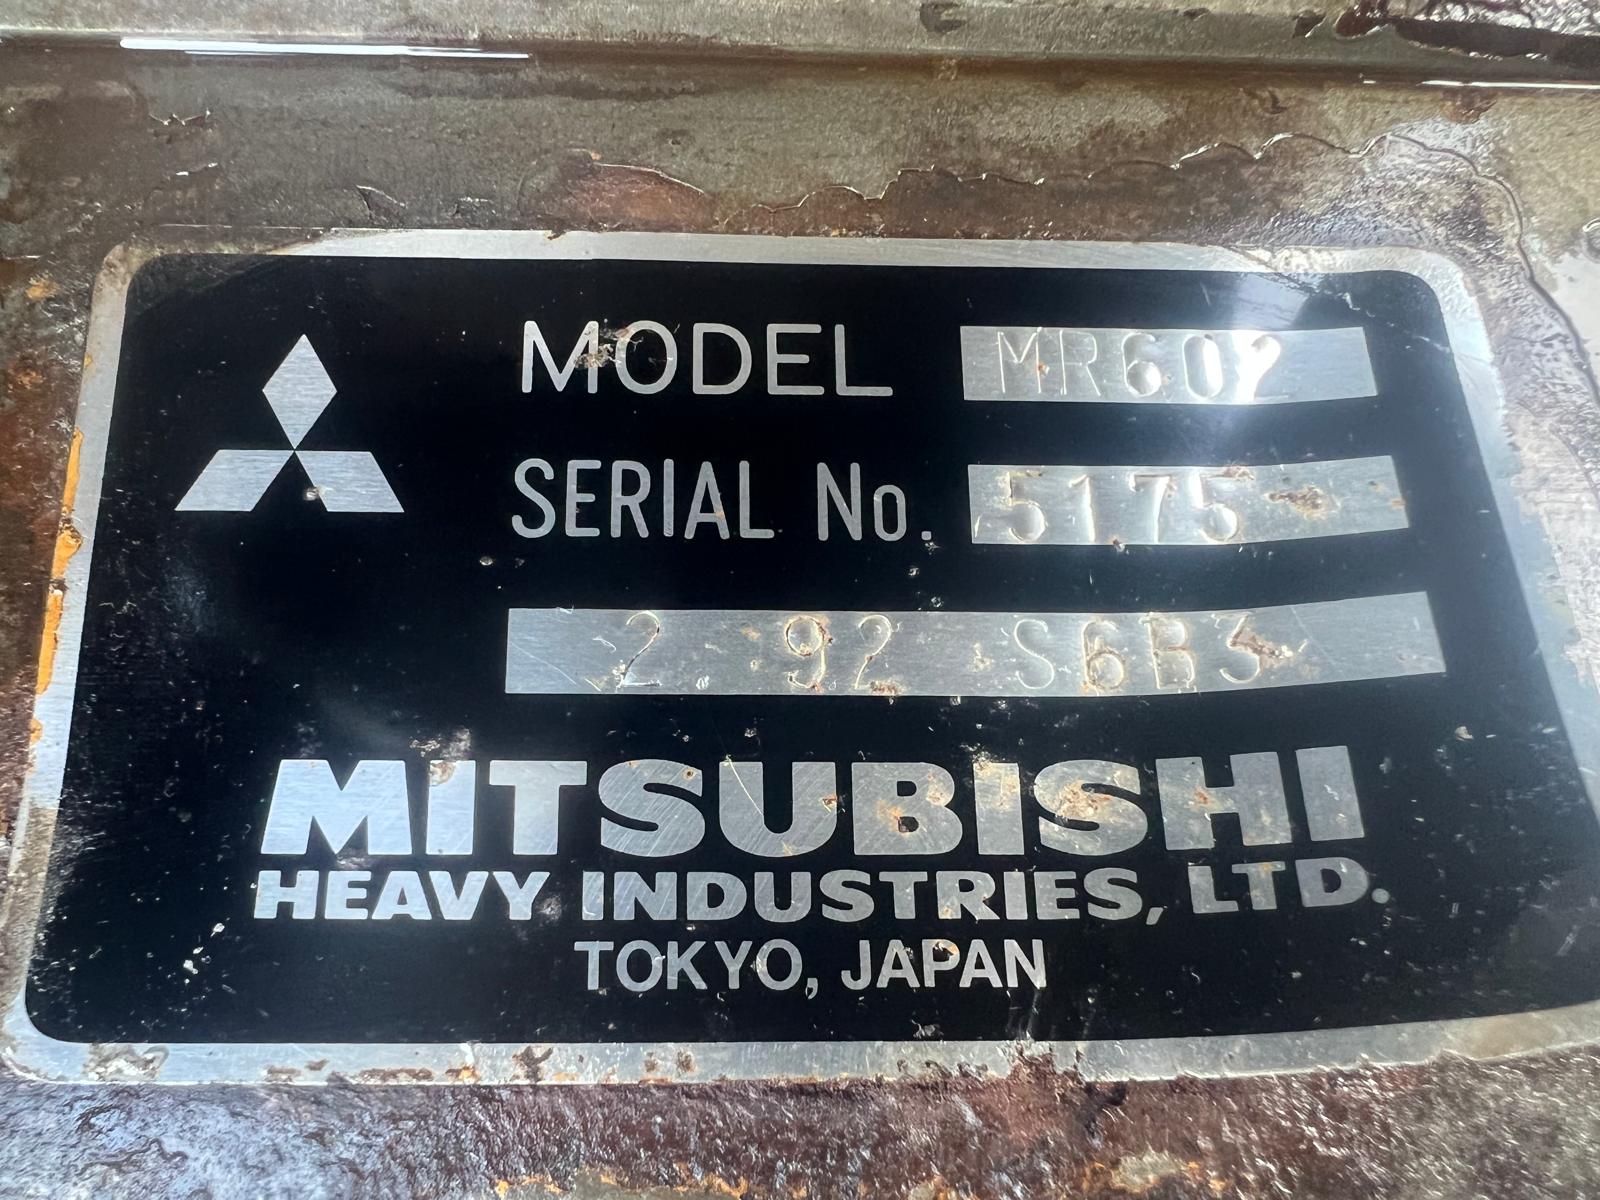 MODEL MR602
SERIAL No. 5175
2 92 S6B3
MITSUBISHI
HEAVY INDUSTRIES, LTD.
TOKYO, JAPAN